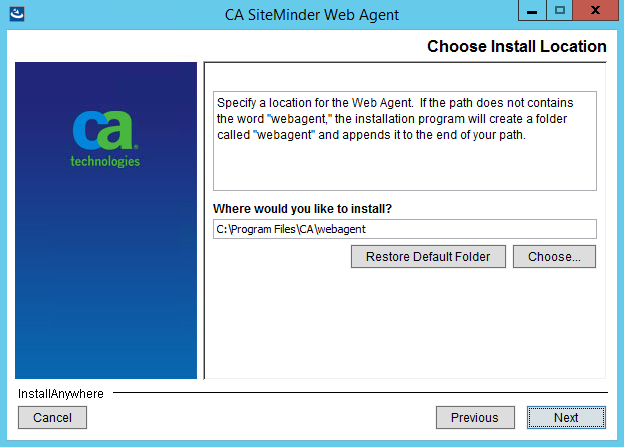 CA SiteMinder Web Agent
Choose Install Location
ca
technologies
Specify a location for the Web Agent.  If the path does not contains
the word "webagent," the installation program will create a folder
called "webagent" and appends it to the end of your path.
Where would you like to install?
C:\Program Files\CA\webagent
Restore Default Folder
Choose...
InstallAnywhere
Cancel
Previous
Next